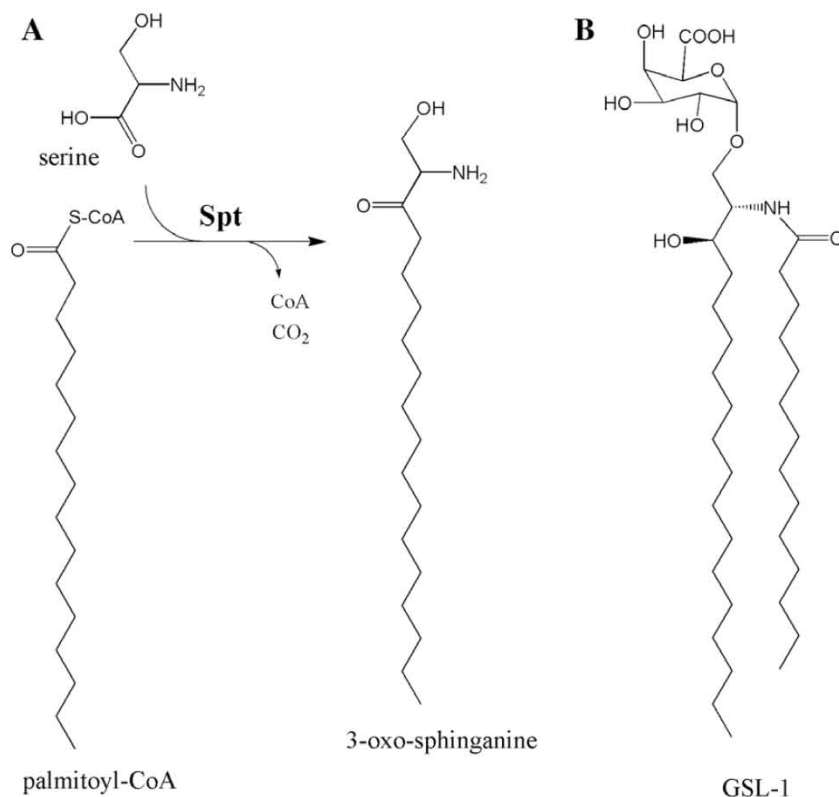 A
OH
NH₂
HO
O
serine
S-CoA
O
Spt
CoA
CO₂
OH
NH₂
O
3-oxo-sphinganine
palmitoyl-CoA
B
OH
COOH
O
HO
HO
O
NH
HO
O
GSL-1